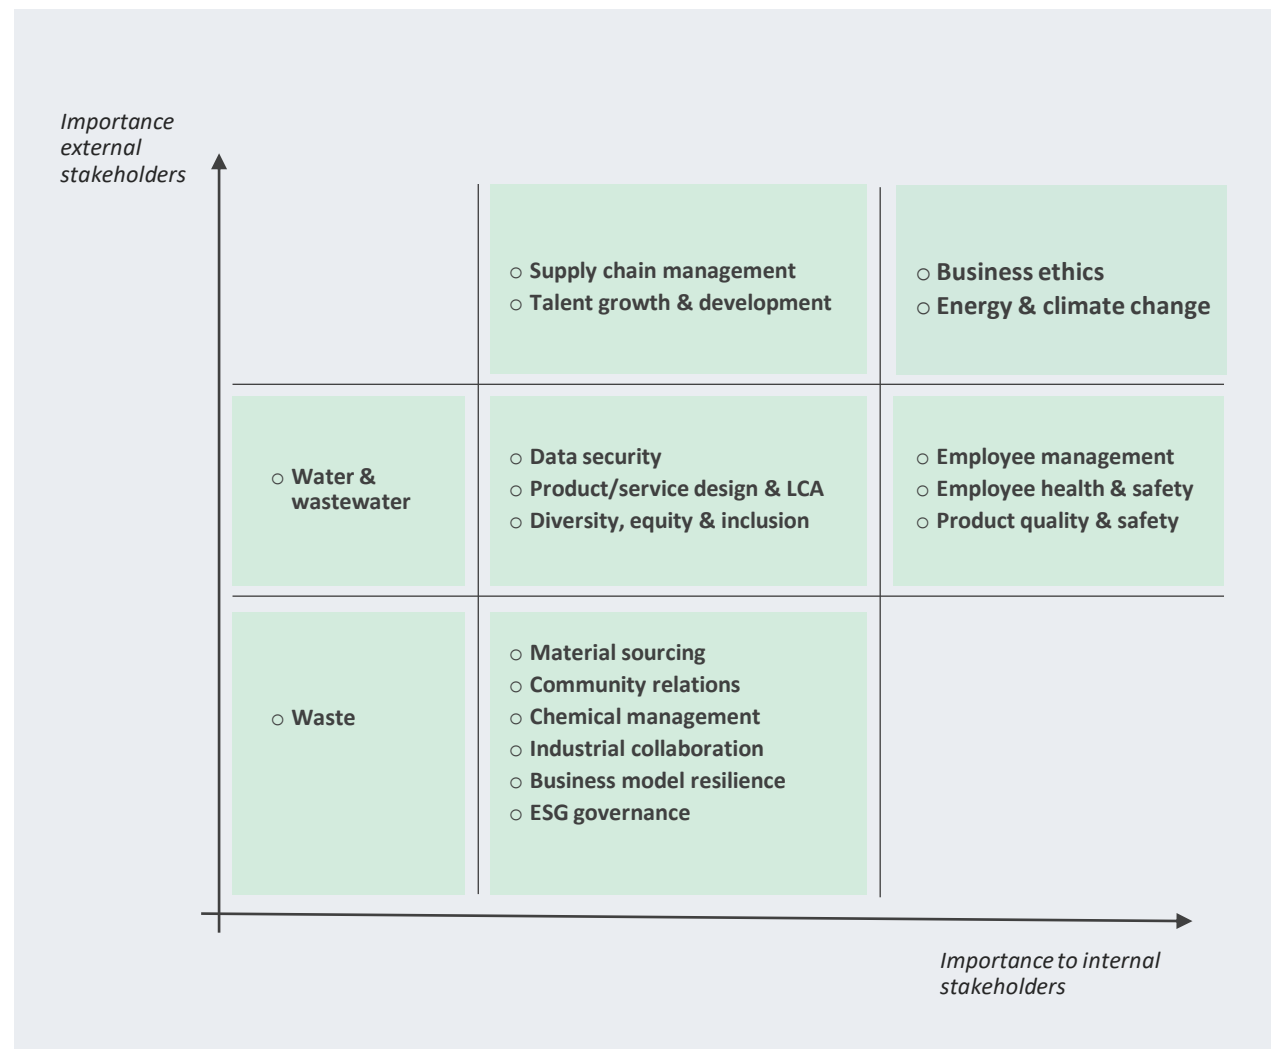 Importance
external
stakeholders
○ Supply chain management
○ Talent growth & development
○ Business ethics
○ Energy & climate change
○ Water &
wastewater
○ Data security
○ Product/service design & LCA
○ Diversity, equity & inclusion
○ Employee management
○ Employee health & safety
○ Product quality & safety
○ Waste
○ Material sourcing
○ Community relations
○ Chemical management
○ Industrial collaboration
○ Business model resilience
○ ESG governance
Importance to internal
stakeholders